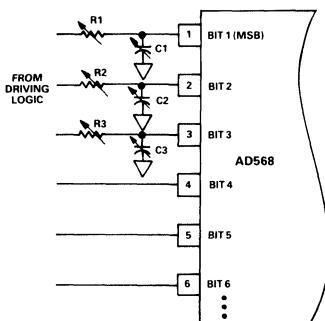 R1
C1
1 BIT 1 (MSB)
FROM
DRIVING
LOGIC
R2
C2
2 BIT 2
R3
C3
3 BIT 3
AD568
4 BIT 4
5 BIT 5
6 BIT 6